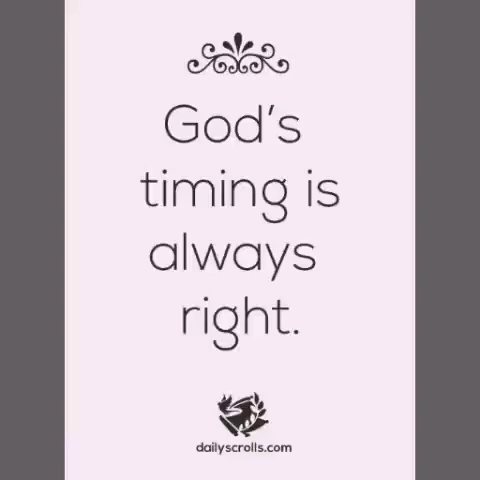 God's
timing is
always
right.
dailyscrolls.com